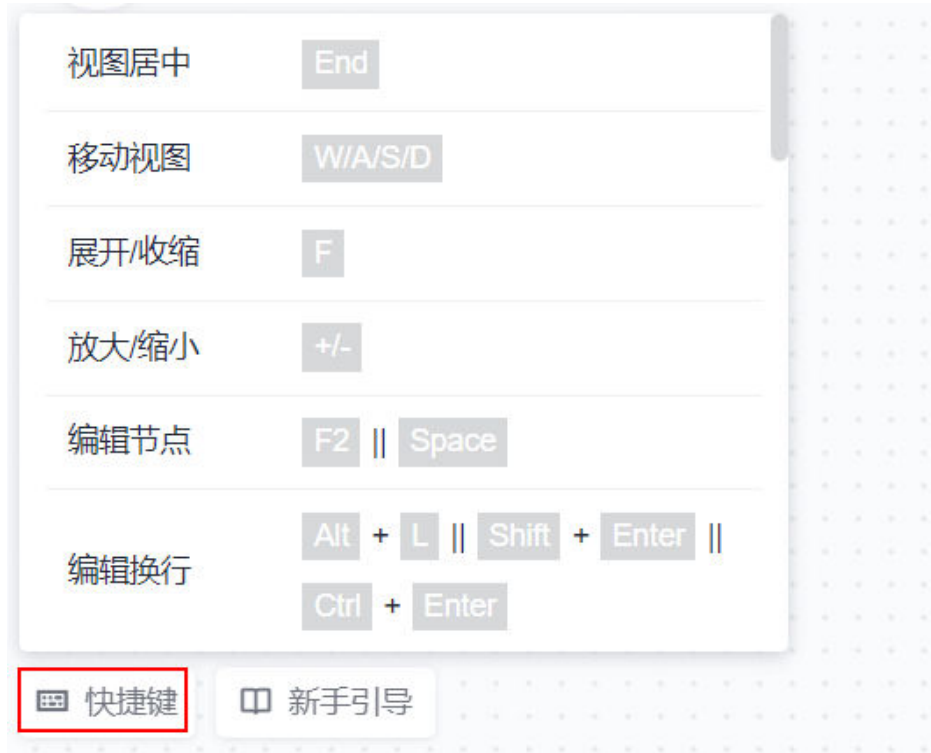 视图居中 End
移动视图 W/A/S/D
展开/收缩 F
放大/缩小 +/-
编辑节点 F2 || Space
编辑换行 Alt + L || Shift + Enter ||
Ctrl + Enter
快捷键 新手引导